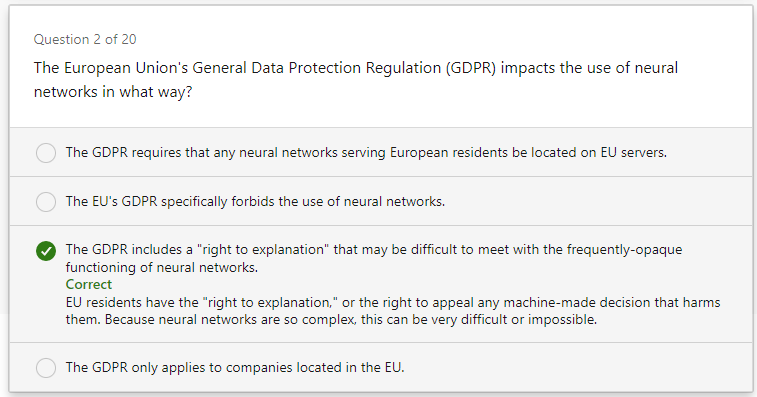 Question 2 of 20
The European Union's General Data Protection Regulation (GDPR) impacts the use of neural
networks in what way?
The GDPR requires that any neural networks serving European residents be located on EU servers.
The EU's GDPR specifically forbids the use of neural networks.
The GDPR includes a "right to explanation" that may be difficult to meet with the frequently-opaque
functioning of neural networks.
Correct
EU residents have the "right to explanation," or the right to appeal any machine-made decision that harms
them. Because neural networks are so complex, this can be very difficult or impossible.
The GDPR only applies to companies located in the EU.